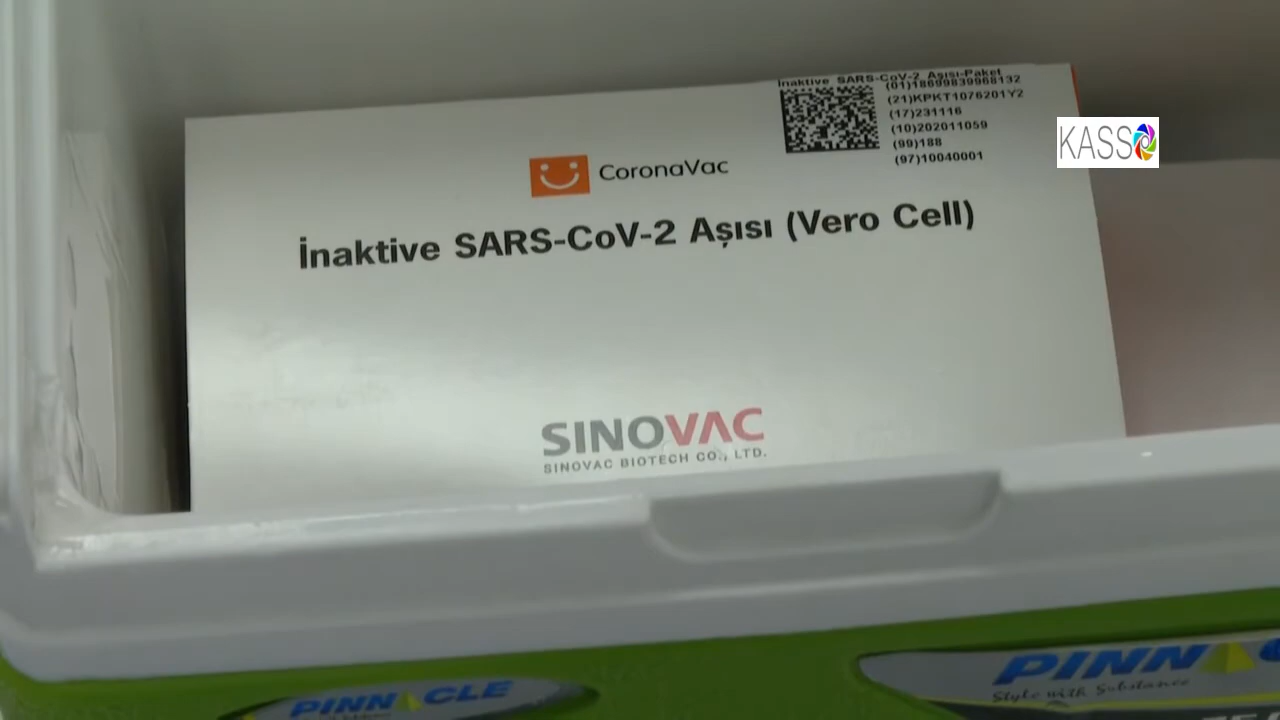 İnaktive SARS-CoV-2 Aşısı-Paket
(01)18699839968132
(21)KPKT1076201Y2
(17)231116
(10)202011059
(99)188
(97)10040001
KASS
CoronaVac
İnaktive SARS-CoV-2 Aşısı (Vero Cell)
SINOVAC
SINOVAC BIOTECH CO., LTD.
PINNACLE
Style with Substance
PINNACLE